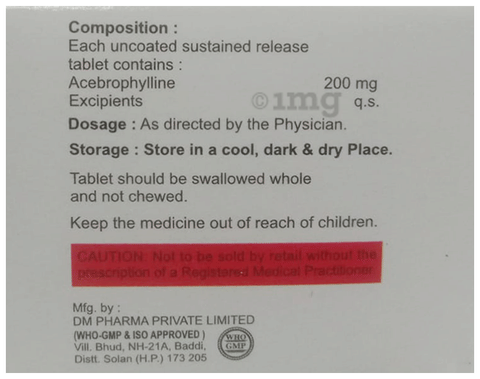 Composition :
Each uncoated sustained release
tablet contains :
Acebrophylline 200 mg
Excipients q.s.
©1mg
Dosage : As directed by the Physician.
Storage : Store in a cool, dark & dry Place.
Tablet should be swallowed whole
and not chewed.
Keep the medicine out of reach of children.
CAUTION: Not to be sold by retail without the
prescription of a Registered Medical Practitioner.
Mfg. by :
DM PHARMA PRIVATE LIMITED
(WHO-GMP & ISO APPROVED )
Vill. Bhud, NH-21A, Baddi,
Distt. Solan (H.P.) 173 205
WHO
GMP